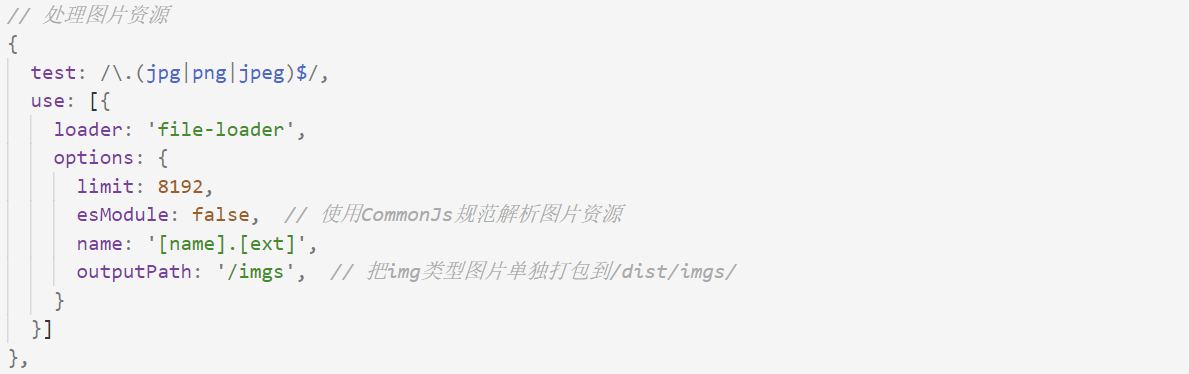 // 处理图片资源
{
  test: /\.(jpg|png|jpeg)$/,
  use: [{
    loader: 'file-loader',
    options: {
      limit: 8192,
      esModule: false,  // 使用CommonJs规范解析图片资源
      name: '[name].[ext]',
      outputPath: '/imgs',  // 把img类型图片单独打包到/dist/imgs/
    }
  }]
},